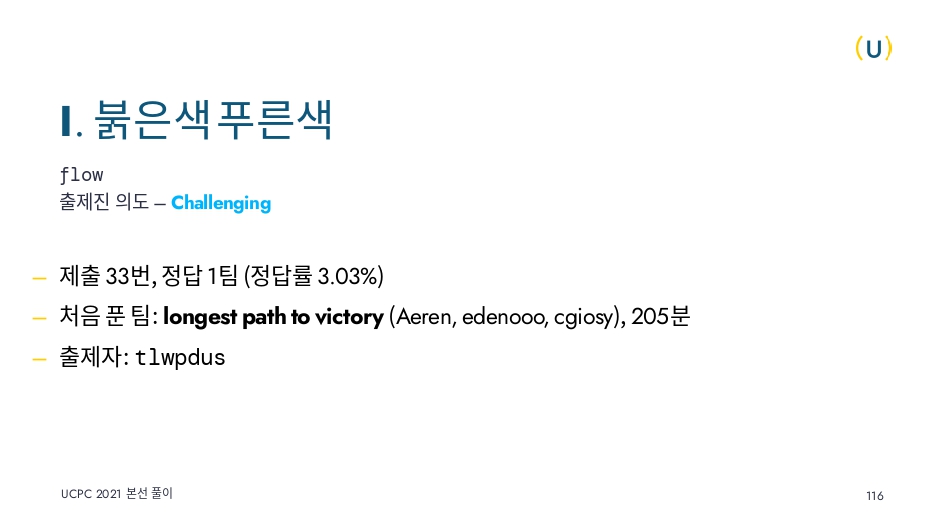 (U)
I. 붉은색 푸른색
flow
출제진 의도 – Challenging
– 제출 33번, 정답 1팀 (정답률 3.03%)
– 처음 푼 팀: longest path to victory (Aeren, edenooo, cgiosy), 205분
– 출제자: tlwpdus
UCPC 2021 본선 풀이
116